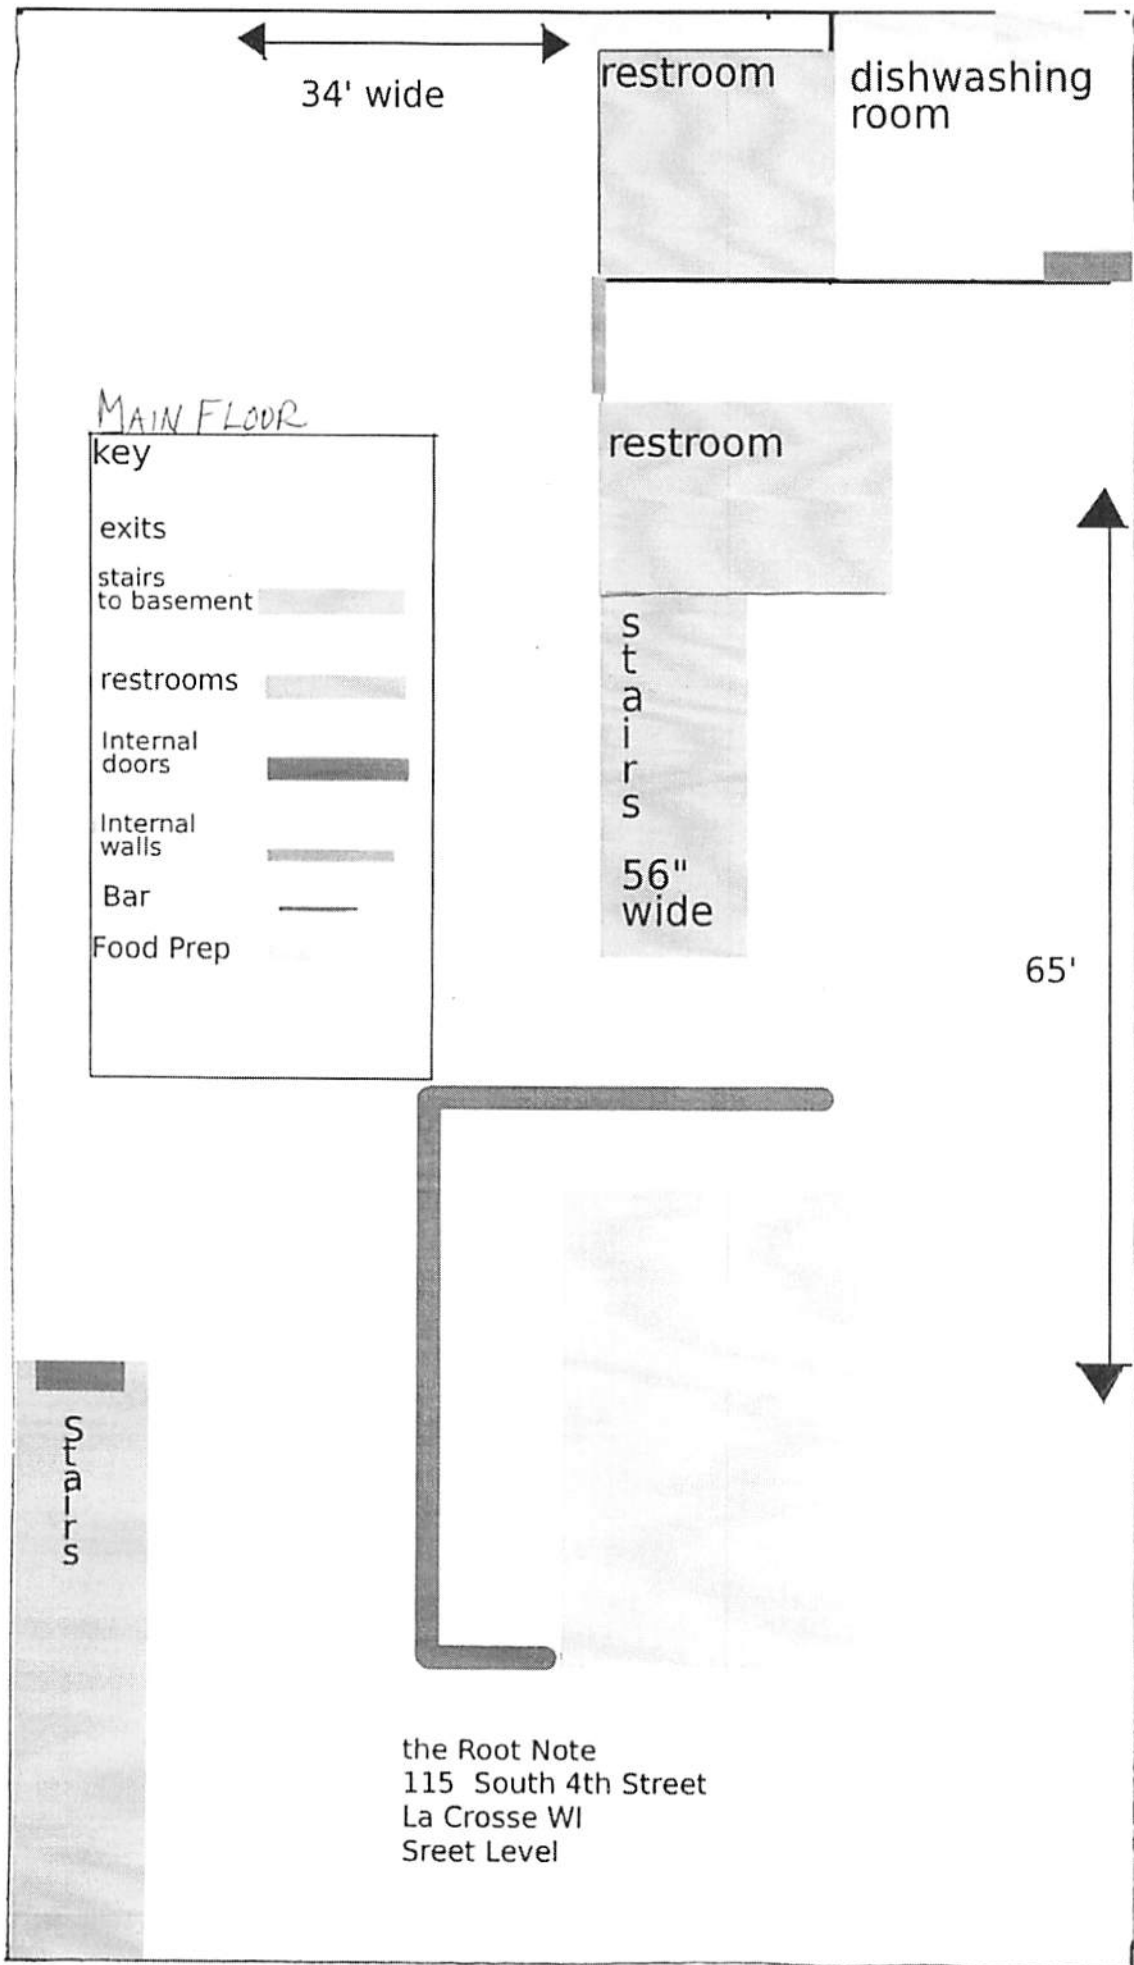 34' wide
restroom
dishwashing
room
MAIN FLOOR
key
exits
stairs
to basement
restrooms
Internal
doors
Internal
walls
Bar
Food Prep
restroom
stairs
56"
wide
65'
Stairs
the Root Note
115 South 4th Street
La Crosse WI
Sreet Level